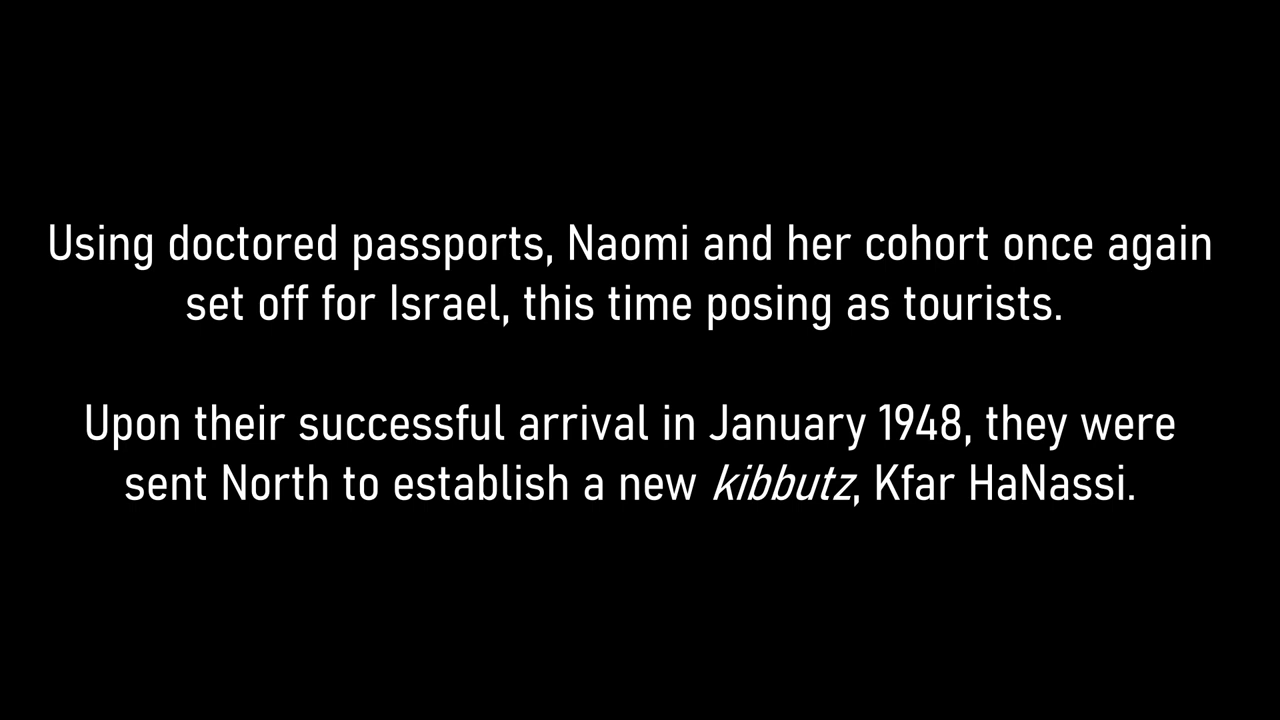 Using doctored passports, Naomi and her cohort once again
set off for Israel, this time posing as tourists.
Upon their successful arrival in January 1948, they were
sent North to establish a new kibbutz, Kfar HaNassi.